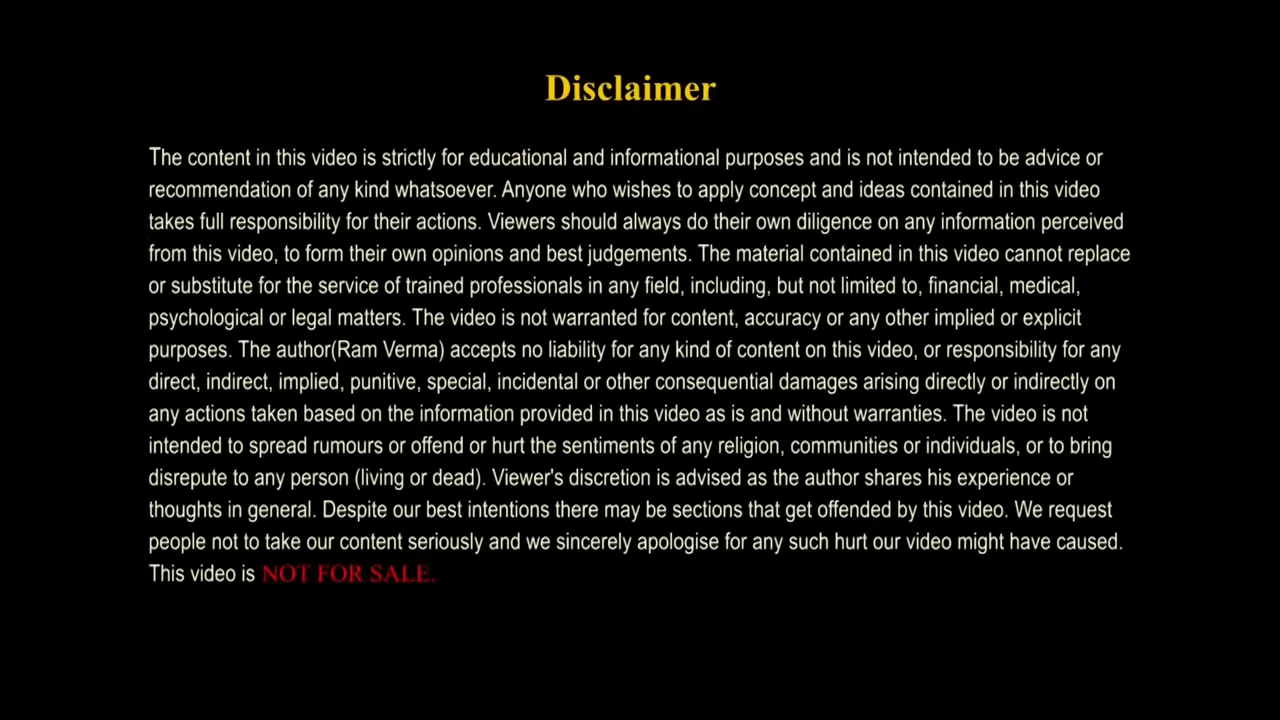 Disclaimer
The content in this video is strictly for educational and informational purposes and is not intended to be advice or
recommendation of any kind whatsoever. Anyone who wishes to apply concept and ideas contained in this video
takes full responsibility for their actions. Viewers should always do their own diligence on any information perceived
from this video, to form their own opinions and best judgements. The material contained in this video cannot replace
or substitute for the service of trained professionals in any field, including, but not limited to, financial, medical,
psychological or legal matters. The video is not warranted for content, accuracy or any other implied or explicit
purposes. The author(Ram Verma) accepts no liability for any kind of content on this video, or responsibility for any
direct, indirect, implied, punitive, special, incidental or other consequential damages arising directly or indirectly on
any actions taken based on the information provided in this video as is and without warranties. The video is not
intended to spread rumours or offend or hurt the sentiments of any religion, communities or individuals, or to bring
disrepute to any person (living or dead). Viewer's discretion is advised as the author shares his experience or
thoughts in general. Despite our best intentions there may be sections that get offended by this video. We request
people not to take our content seriously and we sincerely apologise for any such hurt our video might have caused.
This video is NOT FOR SALE.